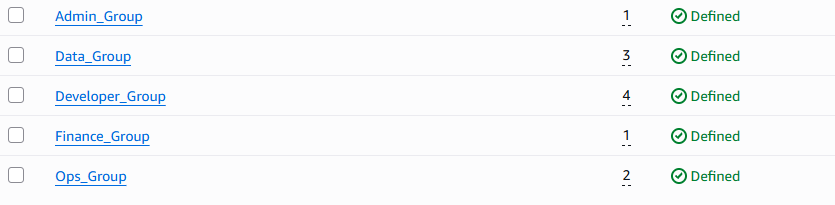 Admin_Group 1 Defined
Data_Group 3 Defined
Developer_Group 4 Defined
Finance_Group 1 Defined
Ops_Group 2 Defined